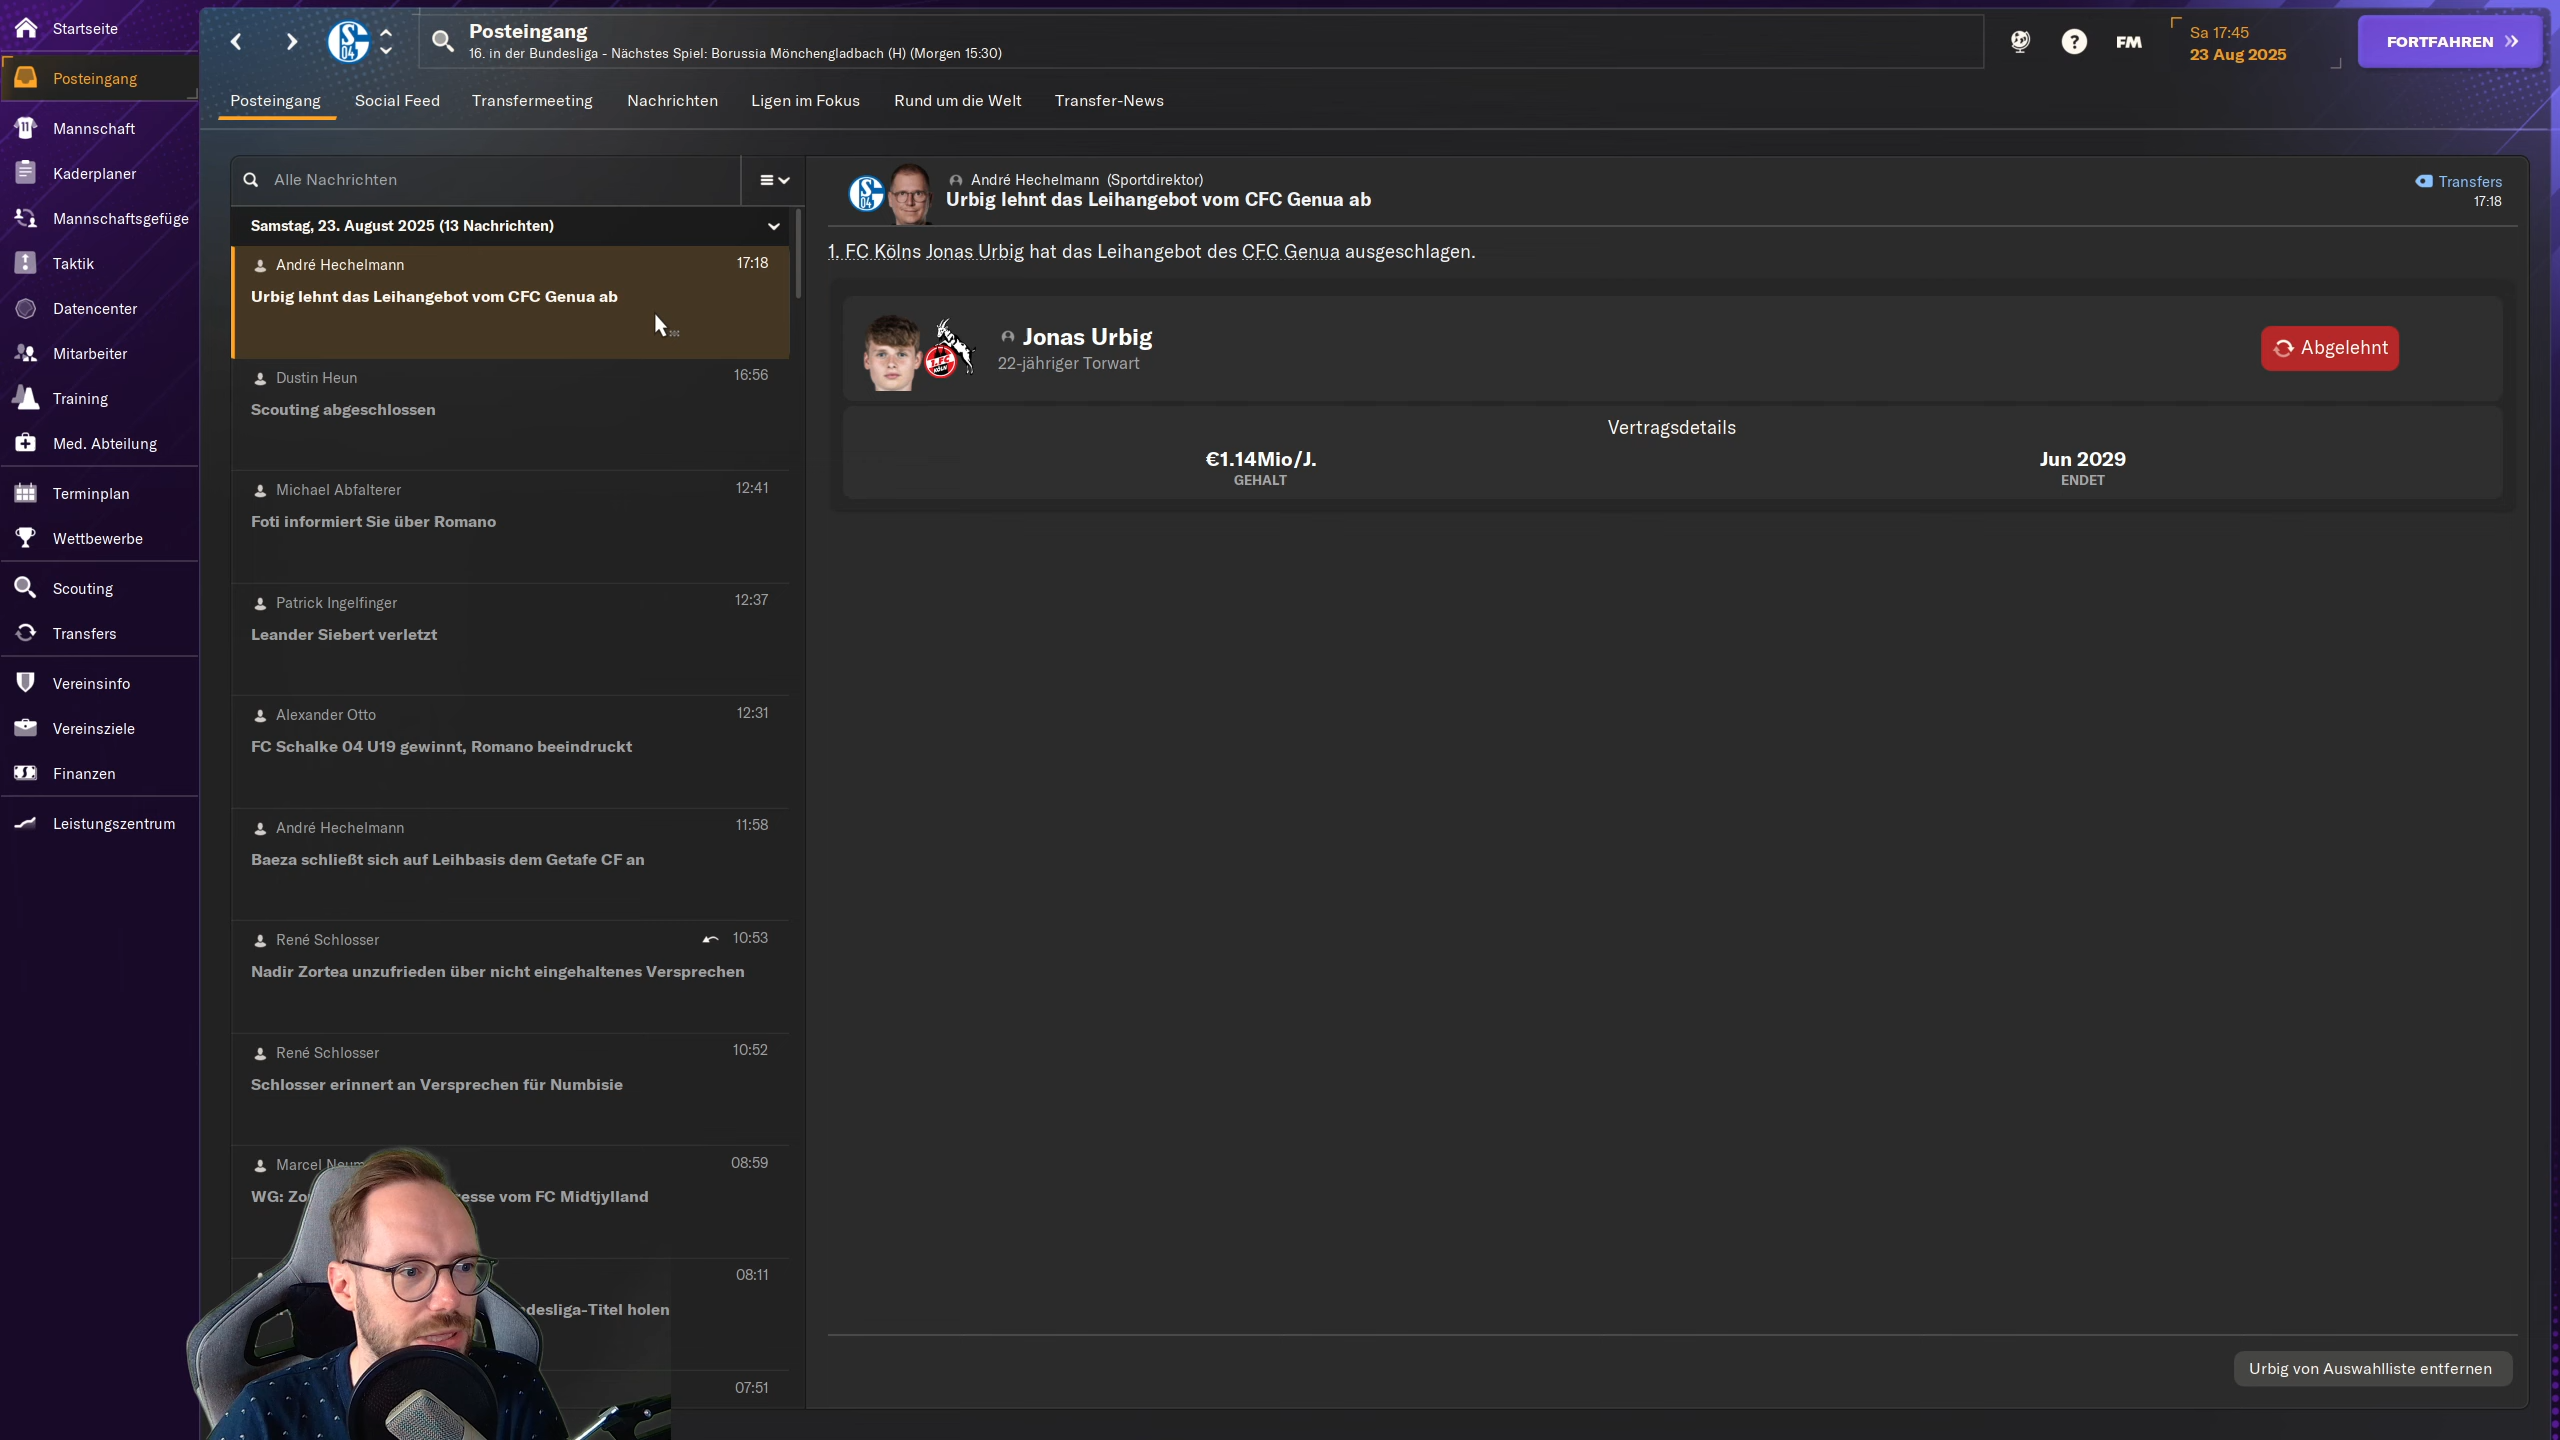 Startseite
Posteingang
Mannschaft
Kaderplaner
Mannschaftsgefüge
Taktik
Datencenter
Mitarbeiter
Training
Med. Abteilung
Terminplan
Wettbewerbe
Scouting
Transfers
Vereinsinfo
Vereinsziele
Finanzen
Leistungszentrum
Posteingang
16. in der Bundesliga - Nächstes Spiel: Borussia Mönchengladbach (H) (Morgen 15:30)
FM
Sa 17:45
23 Aug 2025
FORTFAHREN
Posteingang Social Feed Transfermeeting Nachrichten Ligen im Fokus Rund um die Welt Transfer-News
Alle Nachrichten
Samstag, 23. August 2025 (13 Nachrichten)
André Hechelmann 17:18
Urbig lehnt das Leihangebot vom CFC Genua ab
Dustin Heun 16:56
Scouting abgeschlossen
Michael Abfalterer 12:41
Foti informiert Sie über Romano
Patrick Ingelfinger 12:37
Leander Siebert verletzt
Alexander Otto 12:31
FC Schalke 04 U19 gewinnt, Romano beeindruckt
André Hechelmann 11:58
Baeza schließt sich auf Leihbasis dem Getafe CF an
René Schlosser 10:53
Nadir Zortea unzufrieden über nicht eingehaltenes Versprechen
René Schlosser 10:52
Schlosser erinnert an Versprechen für Numbisie
Marcel 08:59
WG: vom FC Midtjylland
08:11
holen
07:51
André Hechelmann (Sportdirektor)
Urbig lehnt das Leihangebot vom CFC Genua ab
Transfers
17:18
1. FC Kölns Jonas Urbig hat das Leihangebot des CFC Genua ausgeschlagen.
Jonas Urbig
22-jähriger Torwart
Abgelehnt
Vertragsdetails
€1.14Mio/J.
GEHALT
Jun 2029
ENDET
Urbig von Auswahlliste entfernen